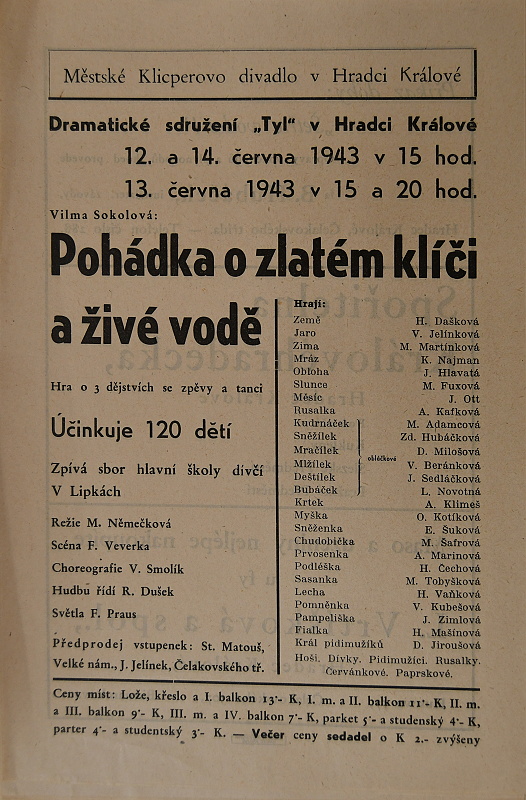 Městské Klicperovo divadlo v Hradci Králové
Dramatické sdružení „Tyl" v Hradci Králové
12. a 14. června 1943 v 15 hod.
13. června 1943 v 15 a 20 hod.
Vilma Sokolová:
Pohádka o zlatém klíči
a živé vodě
Hra o 3 dějstvích se zpěvy a tanci
Účinkuje 120 dětí
Zpívá sbor hlavní školy dívčí
V Lipkách
Režie M. Němečková
Scéna F. Veverka
Choreografie V. Smolík
Hudbu řídí R. Dušek
Světla F. Praus
Předprodej vstupenek: St. Matouš,
Velké nám., J. Jelínek, Čelakovského tř.
Hrají:
Země H. Dašková
Jaro V. Jelínková
Zima M. Martínková
Mráz K. Najman
Obloha J. Hlavatá
Slunce M. Fuxová
Měsíc J. Ott
Rusalka A. Kafková
Kudrnáček M. Adamcová
Sněžílek Zd. Hubáčková
Mračílek D. Milošová
obláčkové
Mlžílek V. Beránková
Deštílek J. Sedláčková
Bubáček L. Novotná
Krtek A. Klimeš
Myška O. Kotíková
Sněženka E. Šuková
Chudobička M. Šafrová
Prvosenka A. Marinová
Podléška H. Čechová
Sasanka M. Tobyšková
Lecha H. Vaňková
Pomněnka V. Kubešová
Pampeliška J. Zimlová
Fialka H. Mašínová
Král pidimužíků D. Jiroušová
Hoši. Dívky. Pidimužíci. Rusalky.
Červánkové. Paprskové.
Ceny míst: Lože, křeslo a I. balkon 13'- K, I. m. a II. balkon 11'- K, II. m.
a III. balkon 9'- K, III. m. a IV. balkon 7'- K, parket 5'- a studenský 4'- K,
parter 4'- a studentský 3'- K. — Večer ceny sedadel o K 2.- zvýšeny